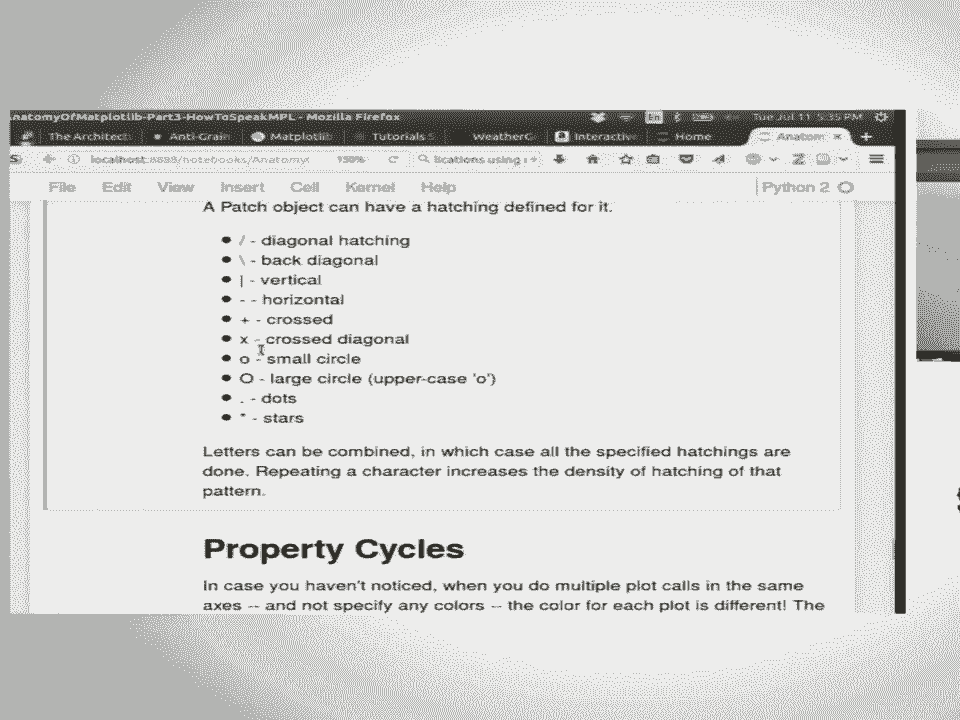 AnatomyOfMatplotlib-Part3-HowToSpeakMPL - Mozilla Firefox En Tue Jul 11 5:35 PM
The Architect Anti-Grain Matplotlib Tutorials WeatherG Interactive Home Anatom
localhost:8888/notebooks/Anatomy 150% lications using
File Edit View Insert Cell Kernel Help Python 2
A Patch object can have a hatching defined for it.
● / - diagonal hatching
● \ - back diagonal
● | - vertical
● - - horizontal
● + - crossed
● x - crossed diagonal
● o - small circle
● O - large circle (upper-case 'o')
● . - dots
● * - stars
Letters can be combined, in which case all the specified hatchings are
done. Repeating a character increases the density of hatching of that
pattern.
Property Cycles
In case you haven't noticed, when you do multiple plot calls in the same
axes -- and not specify any colors -- the color for each plot is different! The